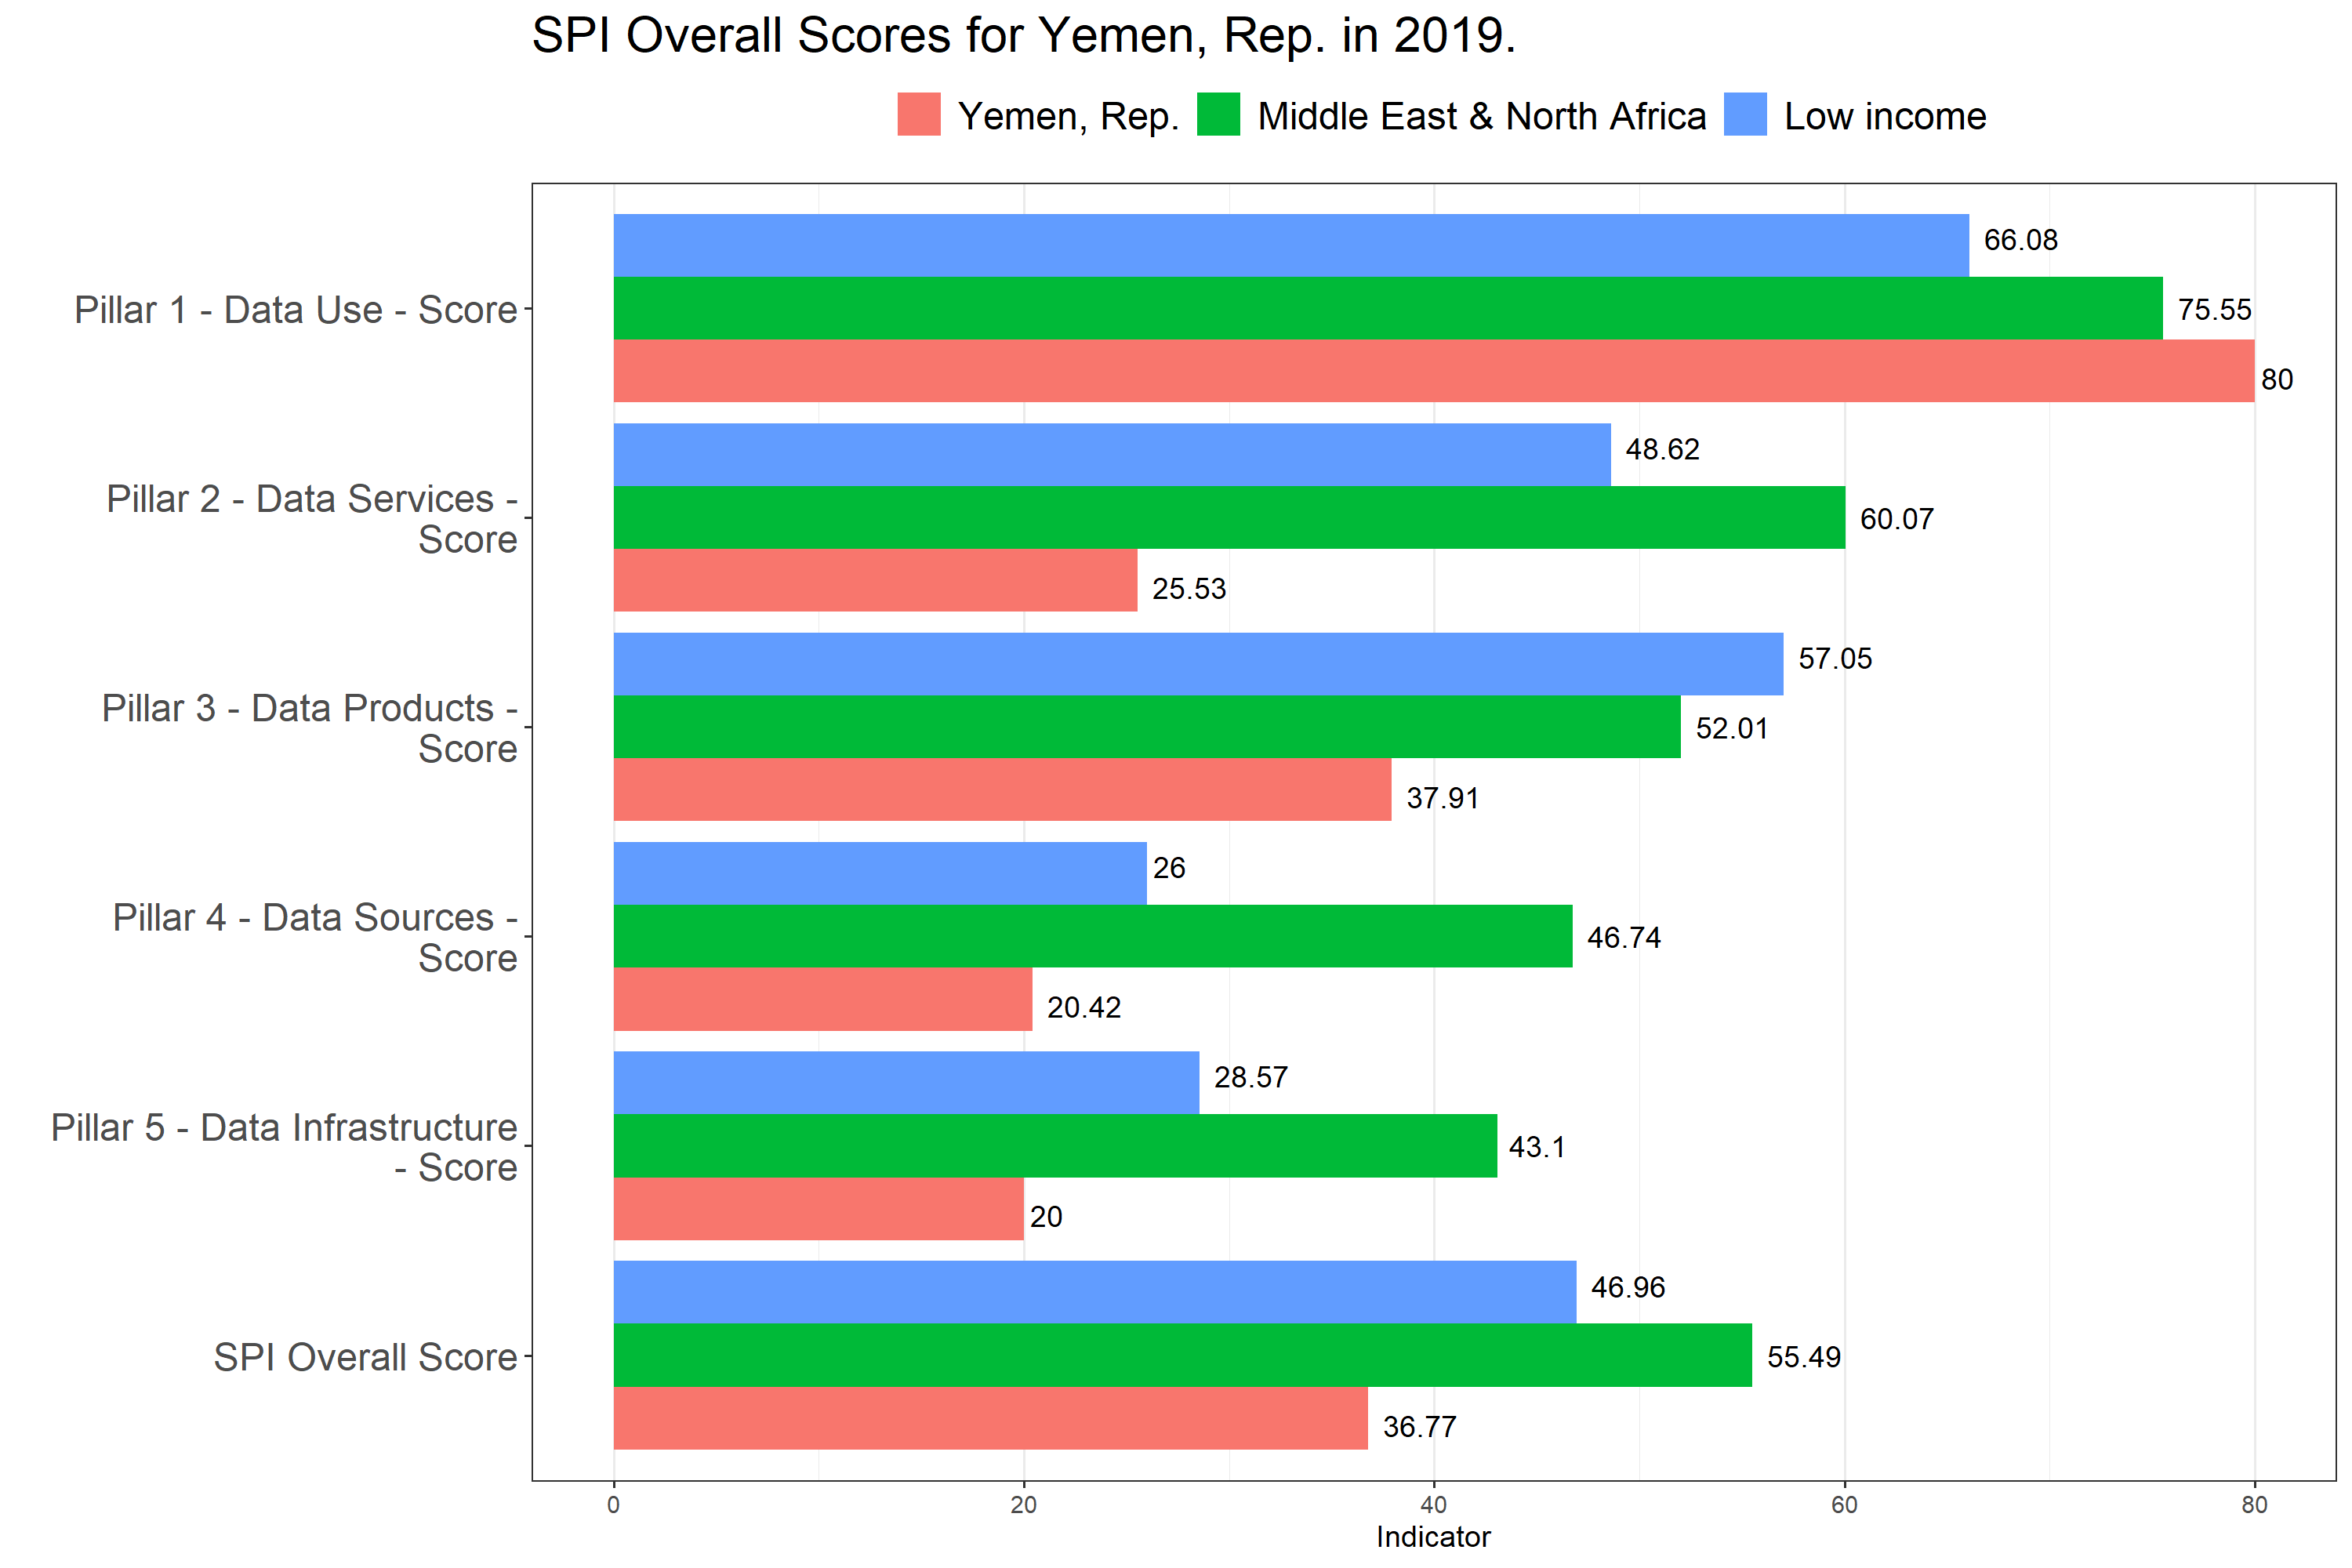 SPI Overall Scores for Yemen, Rep. in 2019.
Yemen, Rep. Middle East & North Africa Low income
66.08
Pillar 1 - Data Use - Score
75.55
80
48.62
Pillar 2 - Data Services -
Score
60.07
25.53
57.05
Pillar 3 - Data Products -
Score
52.01
37.91
26
Pillar 4 - Data Sources -
Score
46.74
20.42
28.57
Pillar 5 - Data Infrastructure
- Score
43.1
20
46.96
SPI Overall Score
55.49
36.77
0 20 40 60 80
Indicator